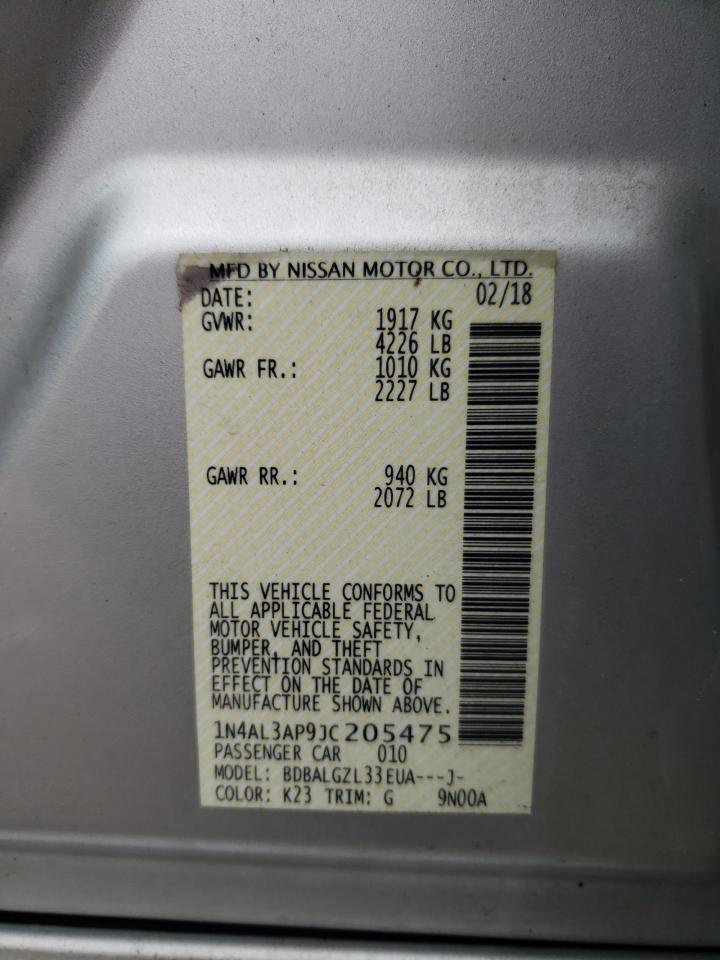 MFD BY NISSAN MOTOR CO., LTD.
DATE: 02/18
GVWR: 1917 KG
4226 LB
GAWR FR.: 1010 KG
2227 LB
GAWR RR.: 940 KG
2072 LB
THIS VEHICLE CONFORMS TO
ALL APPLICABLE FEDERAL
MOTOR VEHICLE SAFETY,
BUMPER, AND THEFT
PREVENTION STANDARDS IN
EFFECT ON THE DATE OF
MANUFACTURE SHOWN ABOVE.
1N4AL3AP9JC205475
PASSENGER CAR 010
MODEL: BDBALGZL33EUA---J-
COLOR: K23 TRIM: G 9N00A